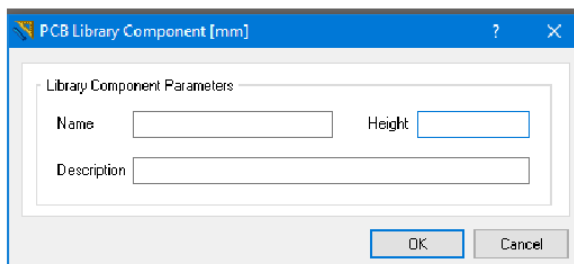 PCB Library Component [mm] ?
Library Component Parameters
Name Height
Description
OK Cancel